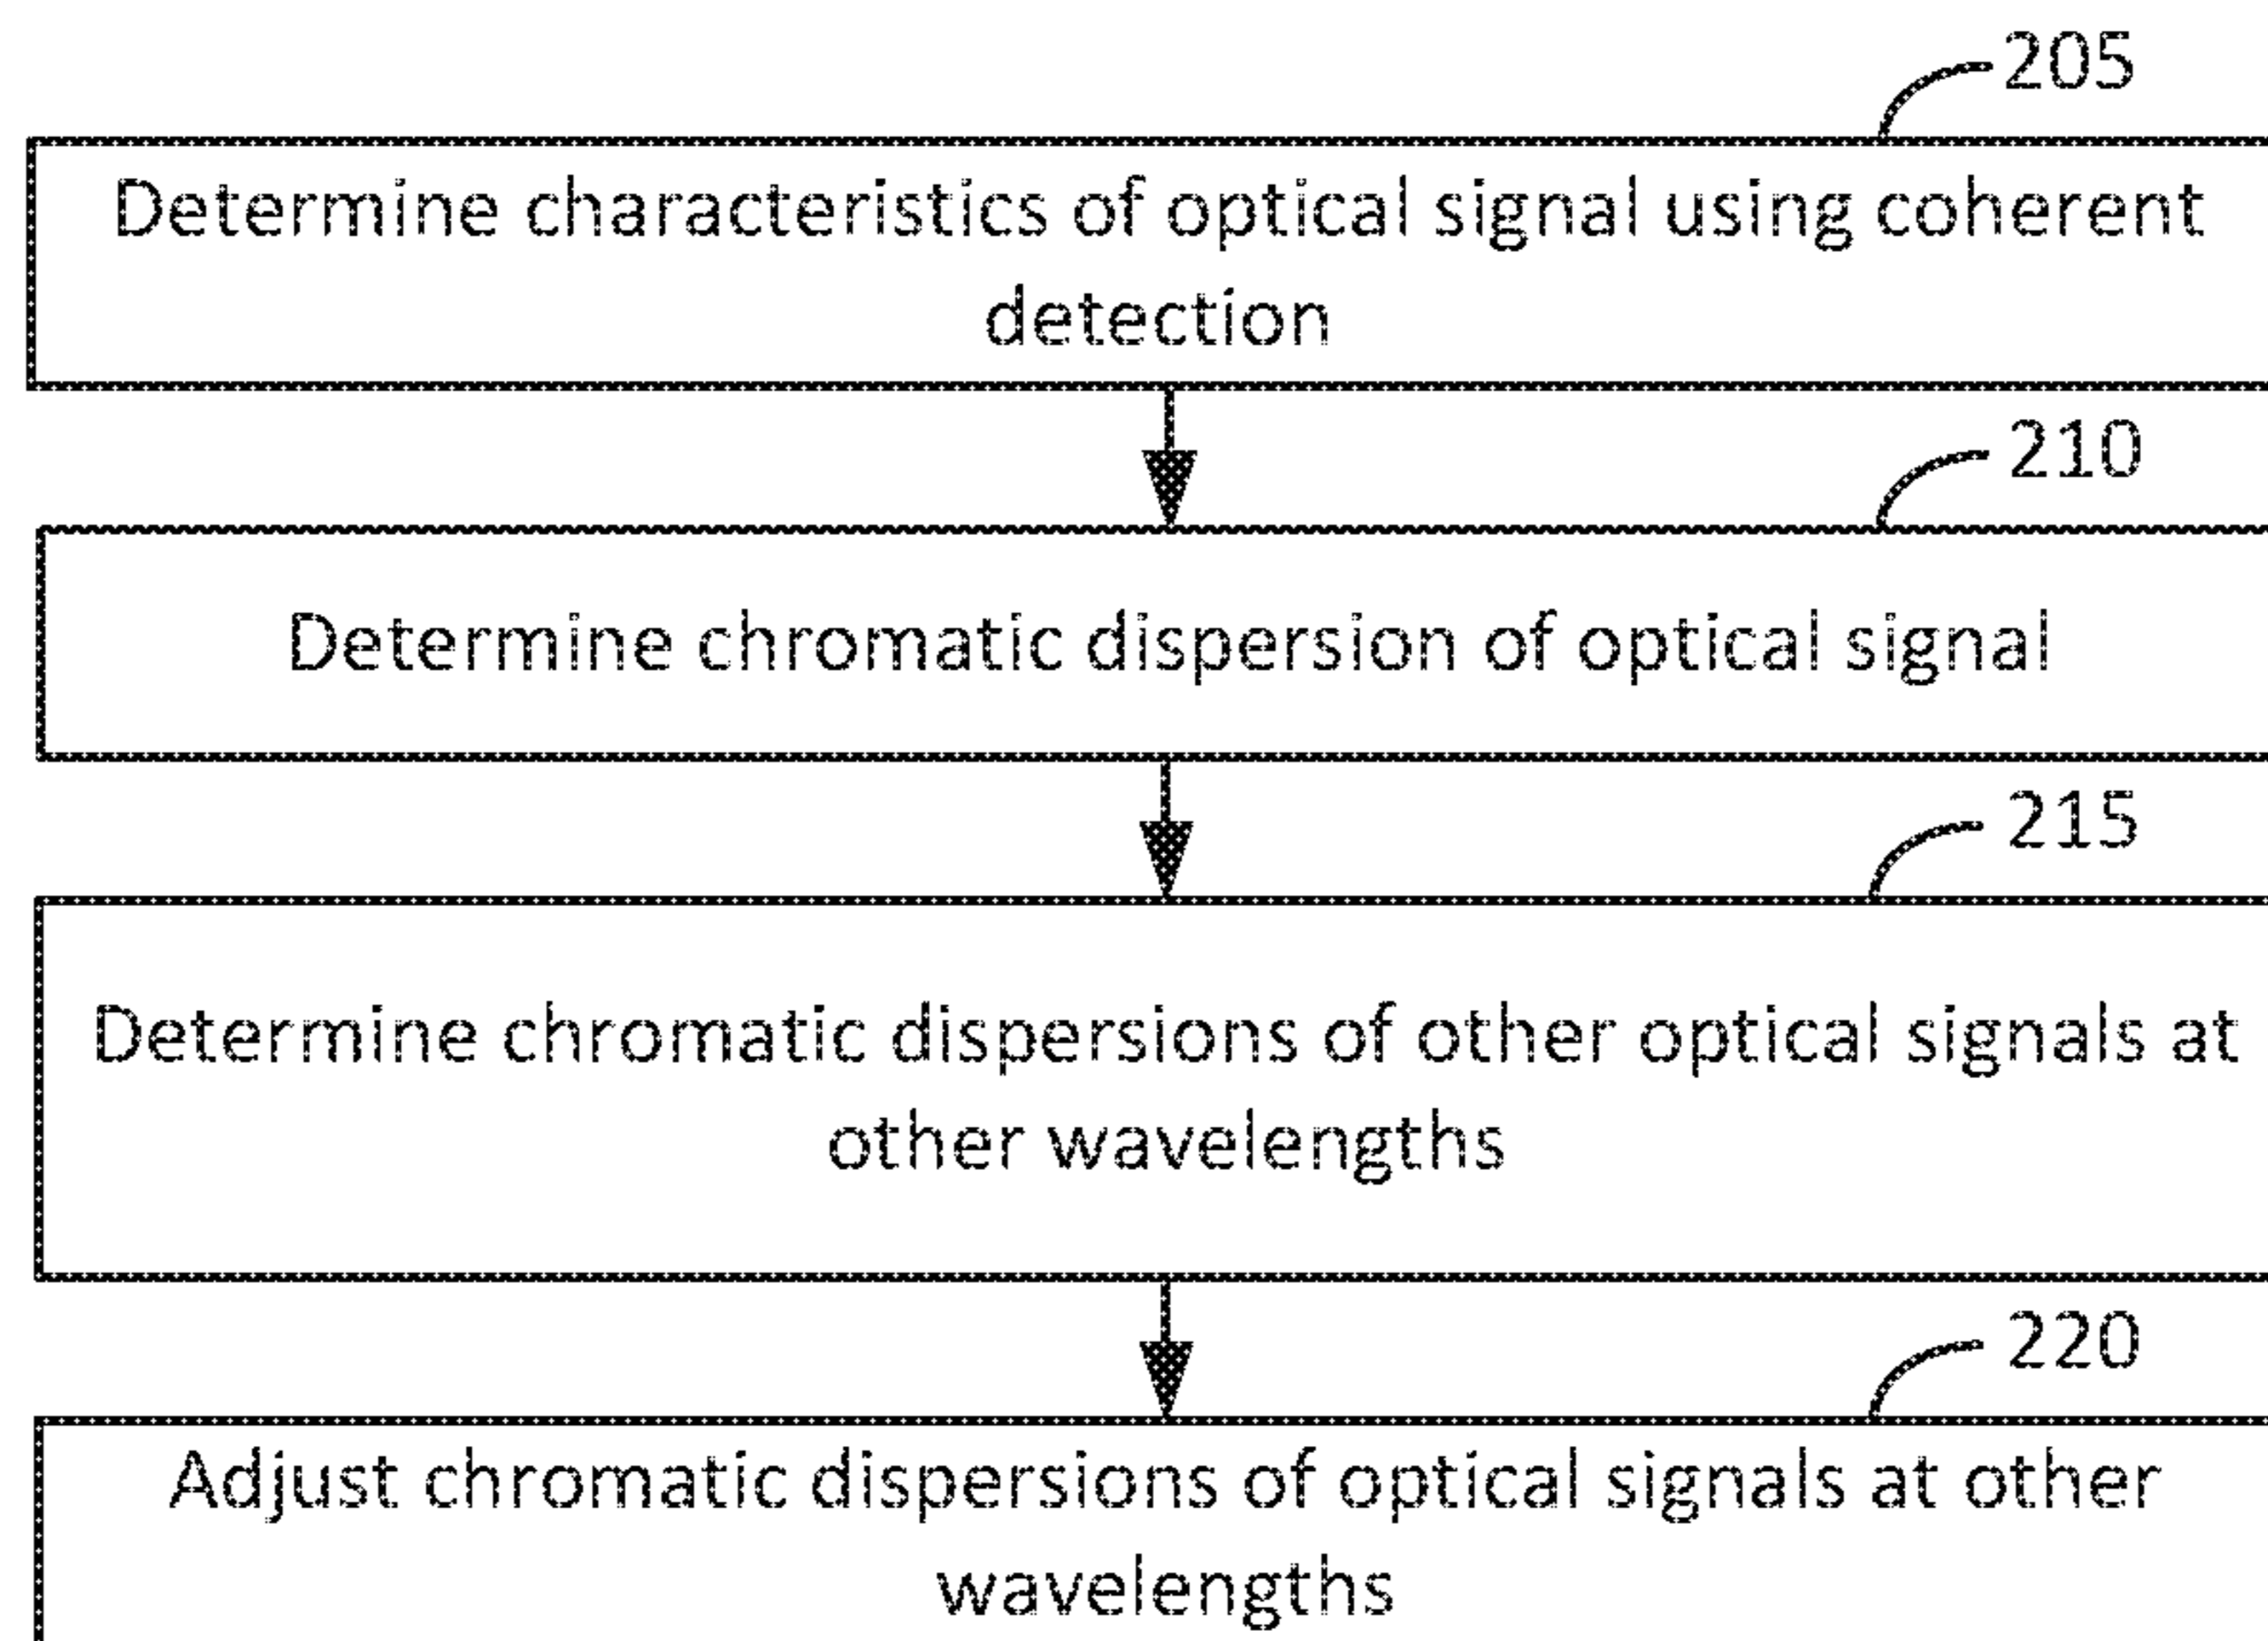 205
Determine characteristics of optical signal using coherent
detection
210
Determine chromatic dispersion of optical signal
215
Determine chromatic dispersions of other optical signals at
other wavelengths
220
Adjust chromatic dispersions of optical signals at other
wavelengths